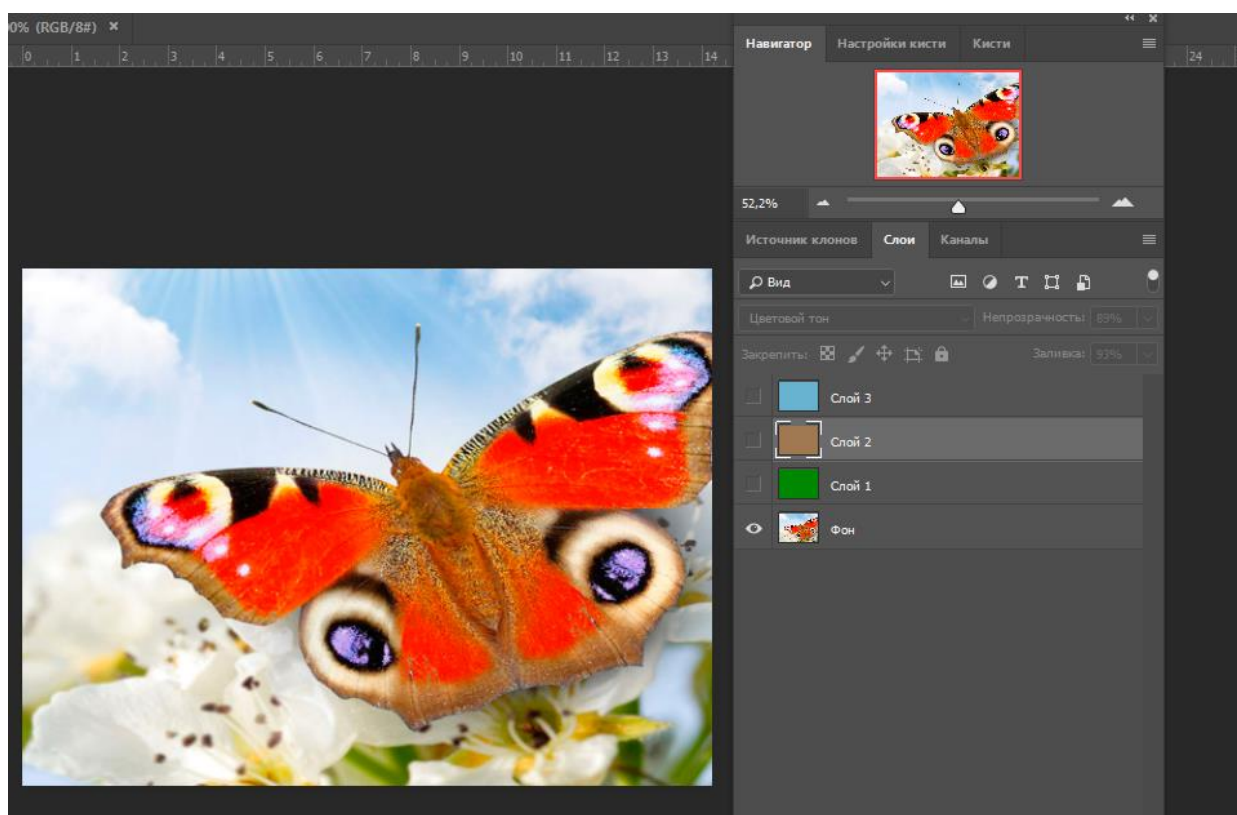 0% (RGB/8#) ×
0 1 2 3 4 5 6 7 8 9 10 11 12 13 14 24
Навигатор Настройки кисти Кисти
52,2%
Источник клонов Слои Каналы
Вид
Цветовой тон Непрозрачность: 89%
Закрепить: Заливка: 93%
Слой 3
Слой 2
Слой 1
Фон